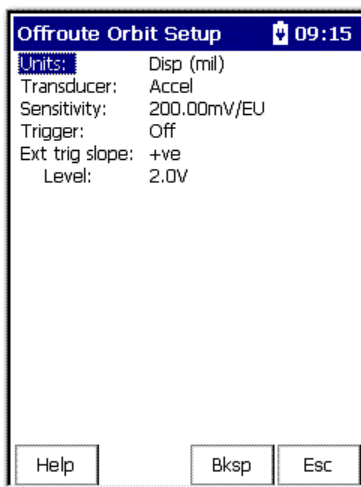 Offroute Orbit Setup 09:15
Units: Disp (mil)
Transducer: Accel
Sensitivity: 200.00mV/EU
Trigger: Off
Ext trig slope: +ve
Level: 2.0V
Help Bksp Esc